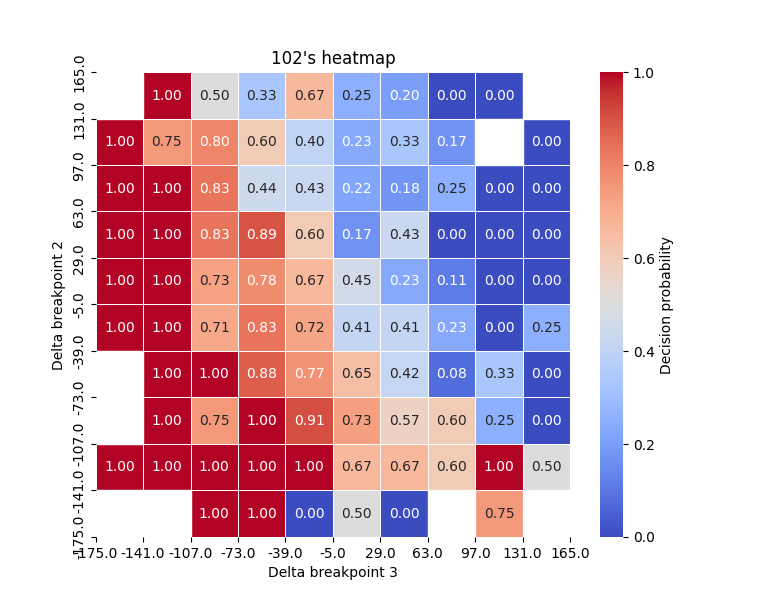 102's heatmap
1.00 0.50 0.33 0.67 0.25 0.20 0.00 0.00
1.00 0.75 0.80 0.60 0.40 0.23 0.33 0.17 0.00
1.00 1.00 0.83 0.44 0.43 0.22 0.18 0.25 0.00 0.00
1.00 1.00 0.83 0.89 0.60 0.17 0.43 0.00 0.00 0.00
1.00 1.00 0.73 0.78 0.67 0.45 0.23 0.11 0.00 0.00
1.00 1.00 0.71 0.83 0.72 0.41 0.41 0.23 0.00 0.25
1.00 1.00 0.88 0.77 0.65 0.42 0.08 0.33 0.00
1.00 0.75 1.00 0.91 0.73 0.57 0.60 0.25 0.00
1.00 1.00 1.00 1.00 1.00 0.67 0.67 0.60 1.00 0.50
1.00 1.00 0.00 0.50 0.00 0.75
165.0
131.0
97.0
63.0
29.0
-5.0
-39.0
-73.0
-107.0
-141.0
-175.0
Delta breakpoint 2
-175.0 -141.0 -107.0 -73.0 -39.0 -5.0 29.0 63.0 97.0 131.0 165.0
Delta breakpoint 3
1.0
0.8
0.6
0.4
0.2
0.0
Decision probability